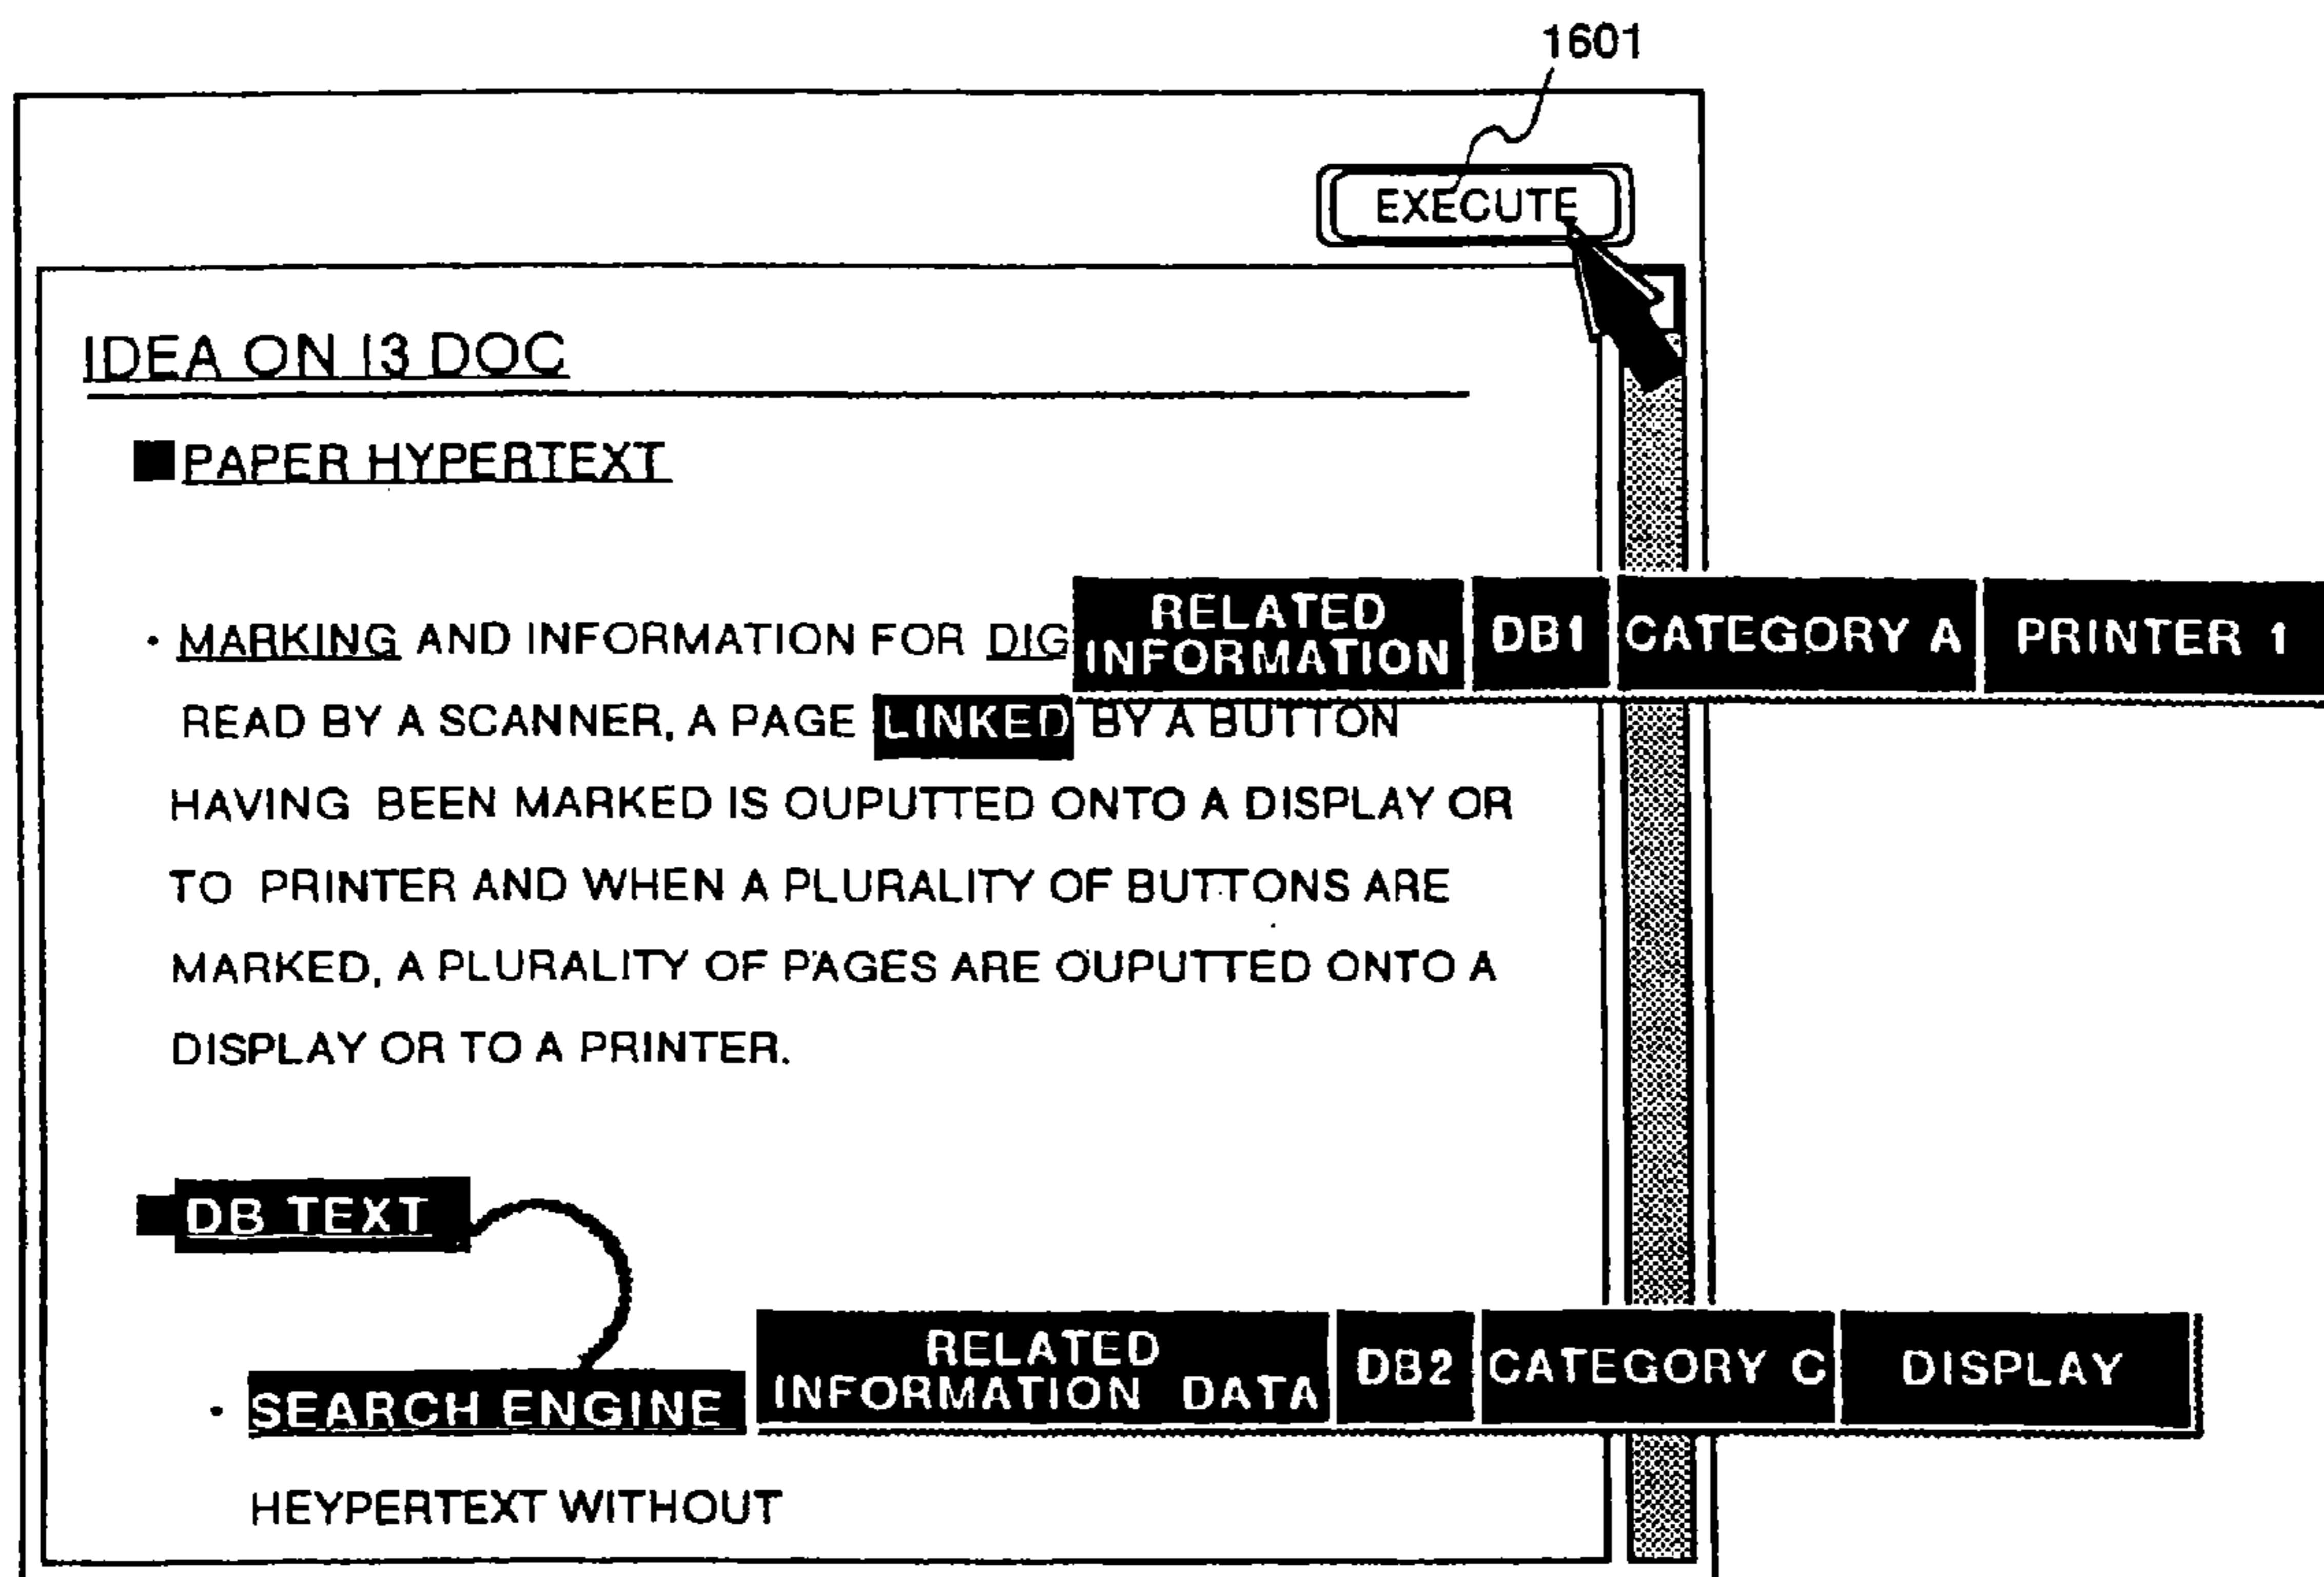 1601
EXECUTE
IDEA ON I3 DOC
PAPER HYPERTEXT
• MARKING AND INFORMATION FOR DIG
RELATED
INFORMATION
DB1
CATEGORY A
PRINTER 1
READ BY A SCANNER, A PAGE LINKED BY A BUTTON
HAVING BEEN MARKED IS OUPUTTED ONTO A DISPLAY OR
TO PRINTER AND WHEN A PLURALITY OF BUTTONS ARE
MARKED, A PLURALITY OF PAGES ARE OUPUTTED ONTO A
DISPLAY OR TO A PRINTER.
DB TEXT
• SEARCH ENGINE
RELATED
INFORMATION DATA
DB2
CATEGORY C
DISPLAY
HEYPERTEXT WITHOUT